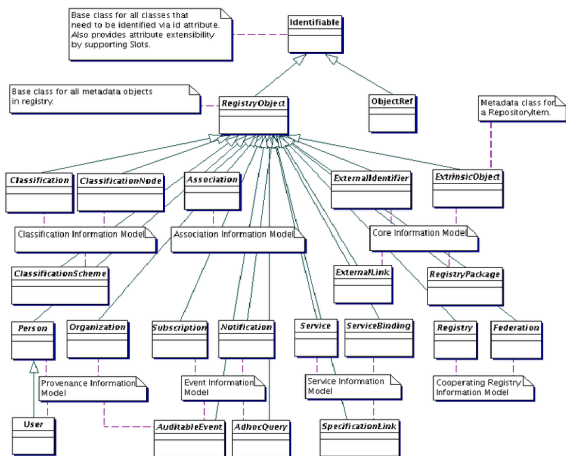 Base class for all classes that
need to be identified via id attribute.
Also provides attribute extensibility
by supporting Slots.
Identifiable
Base class for all metadata objects
in registry.
RegistryObject
ObjectRef
Metadata class for
a RepositoryItem.
Classification
ClassificationNode
Association
ExternalIdentifier
ExtrinsicObject
Classification Information Model
Association Information Model
Core Information Model
ClassificationScheme
ExternalLink
RegistryPackage
Person
Organization
Subscription
Notification
Service
ServiceBinding
Registry
Federation
Provenance Information
Model
Event Information
Model
Service Information
Model
Cooperating Registry
Information Model
User
AuditableEvent
AdhocQuery
SpecificationLink